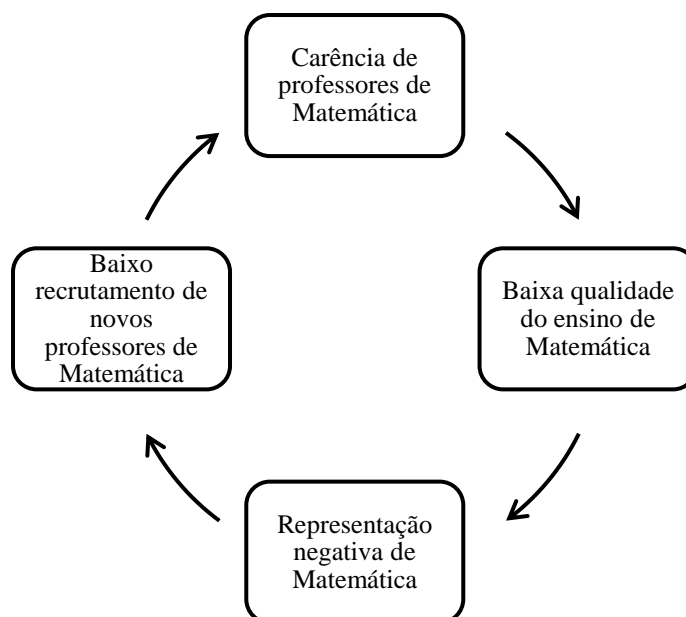 Carência de
professores de
Matemática
Baixa qualidade
do ensino de
Matemática
Representação
negativa de
Matemática
Baixo
recrutamento de
novos
professores de
Matemática